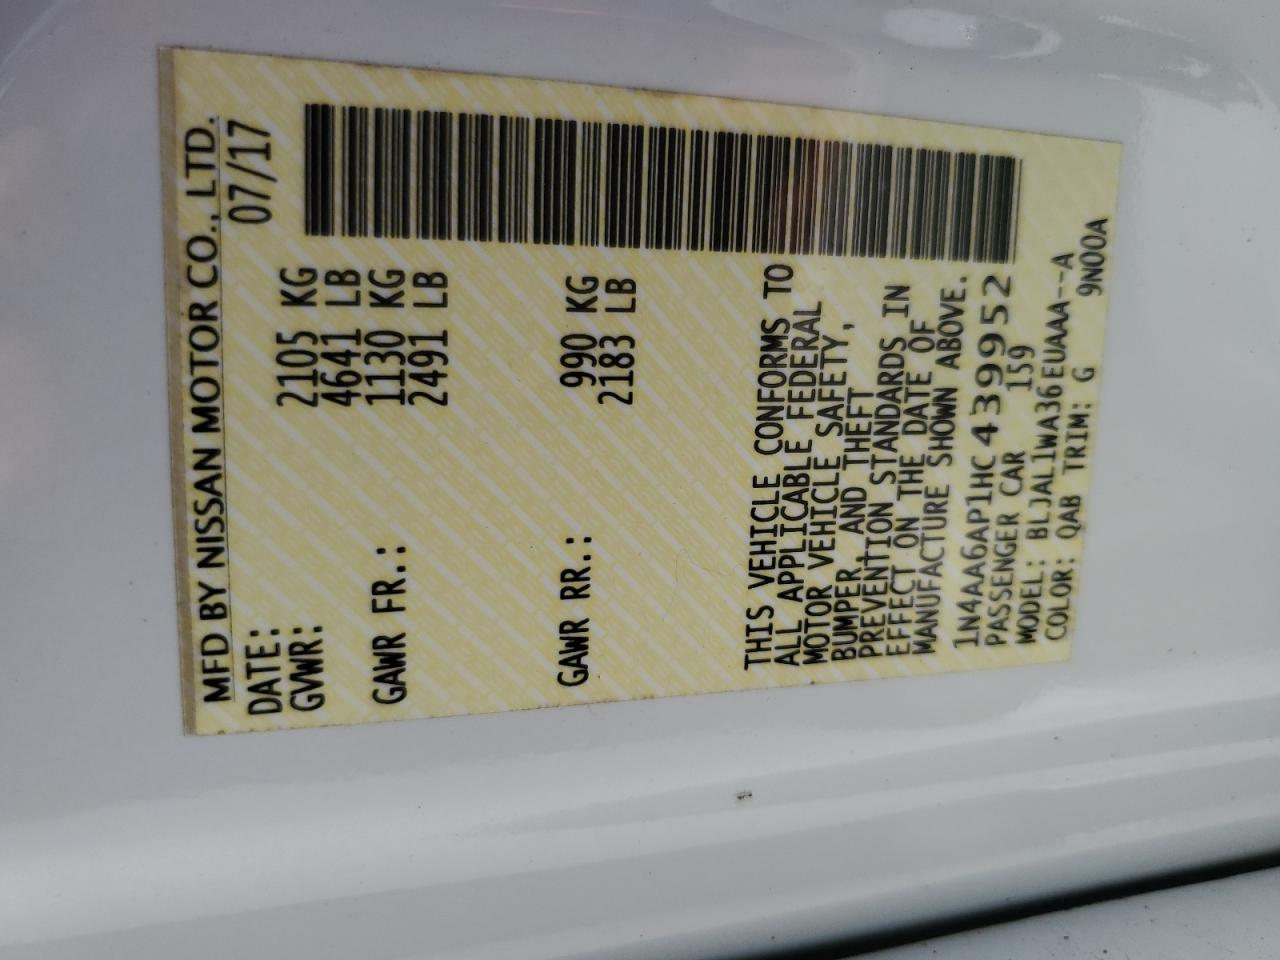 MFD BY NISSAN MOTOR CO., LTD.
DATE: 07/17
GVWR: 2105 KG
4641 LB
GAWR FR.: 1130 KG
2491 LB
GAWR RR.: 990 KG
2183 LB
THIS VEHICLE CONFORMS TO
ALL APPLICABLE FEDERAL
MOTOR VEHICLE SAFETY,
BUMPER AND THEFT
PREVENTION STANDARDS IN
EFFECT ON THE DATE OF
MANUFACTURE SHOWN ABOVE.
1N4AA6AP1HC439952
PASSENGER CAR 159
MODEL: BLJAL1WA36EUAAA--A
COLOR: QAB TRIM: G 9N00A